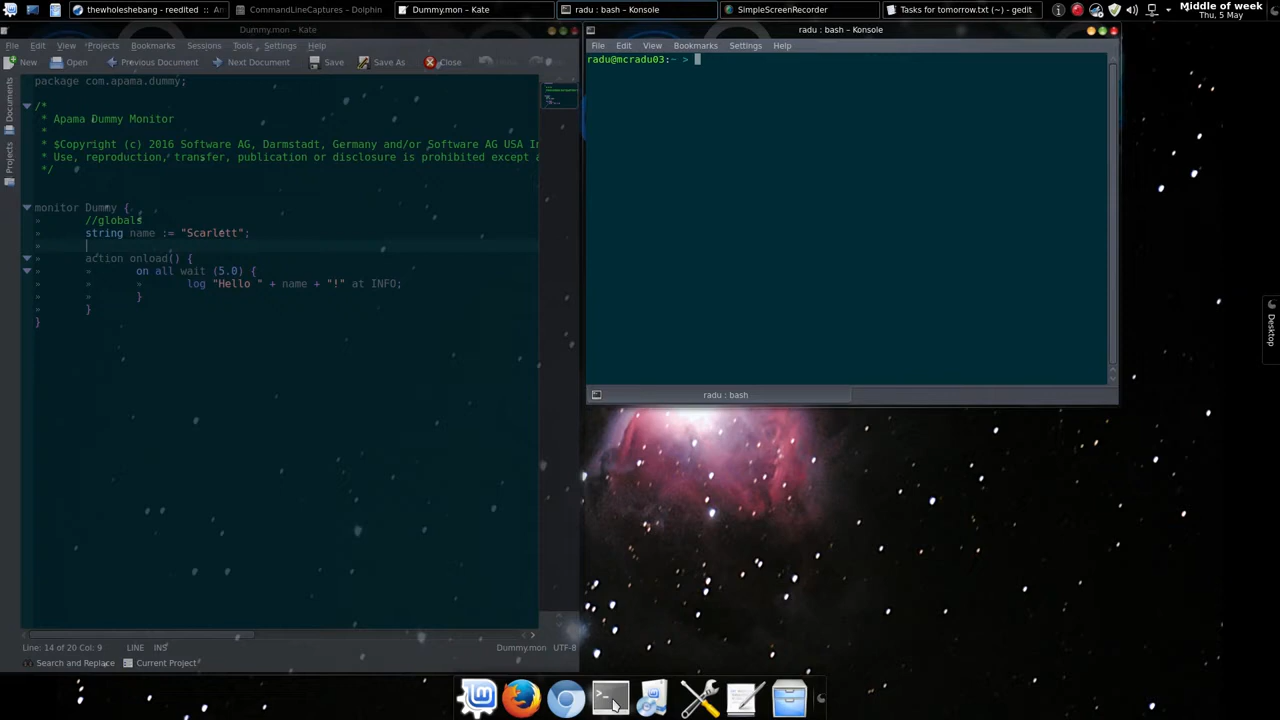 thewholeshebang - reedited :: An
CommandLineCaptures – Dolphin
Dummy.mon – Kate
radu : bash – Konsole
SimpleScreenRecorder
Tasks for tomorrow.txt (~) - gedit
Middle of week
Thu, 5 May
Dummy.mon – Kate
File Edit View Projects Bookmarks Sessions Tools Settings Help
New Open Previous Document Next Document Save Save As Close Undo Redo
Documents
Projects
package com.apama.dummy;
/*
* Apama Dummy Monitor
*
* $Copyright (c) 2016 Software AG, Darmstadt, Germany and/or Software AG USA In
* Use, reproduction, transfer, publication or disclosure is prohibited except a
*/
monitor Dummy {
//globals
string name := "Scarlett";
action onload() {
on all wait (5.0) {
log "Hello " + name + "!" at INFO;
}
}
}
Line: 14 of 20 Col: 9 LINE INS Dummy.mon UTF-8
Search and Replace Current Project
radu : bash – Konsole
File Edit View Bookmarks Settings Help
radu@mcradu03:~ >
radu : bash
Desktop